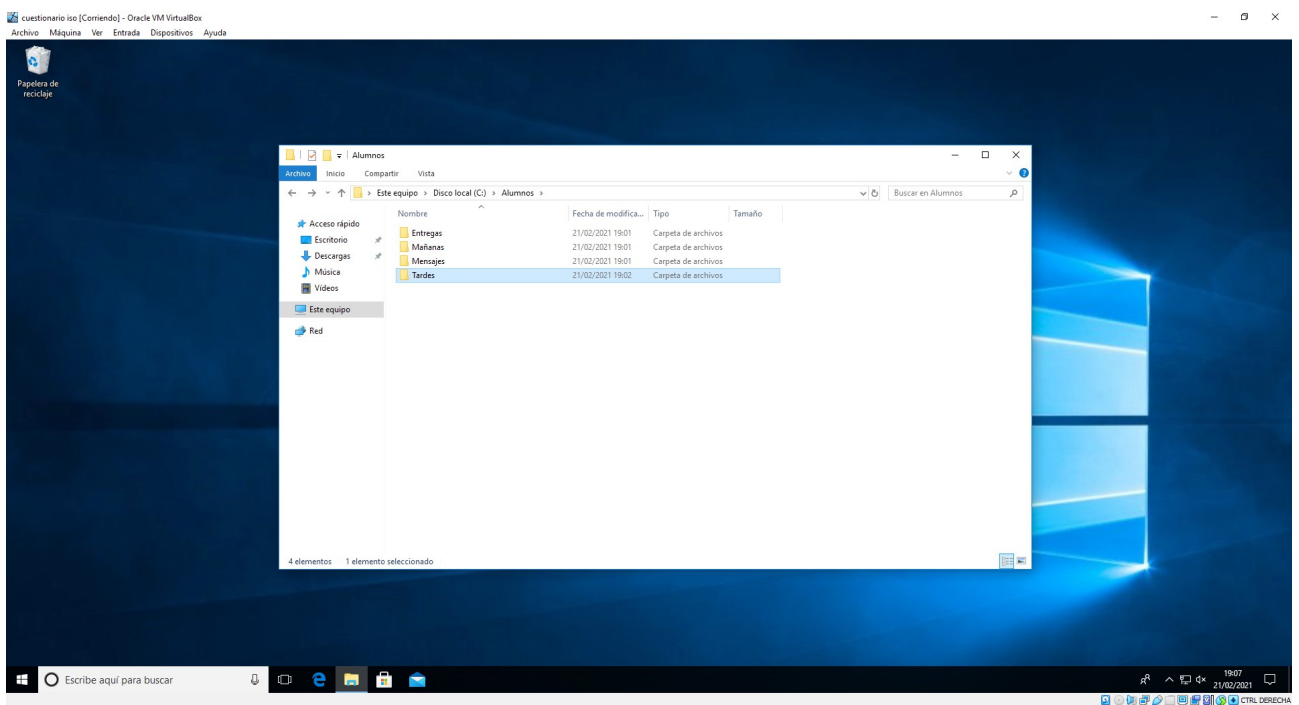 cuestionario iso [Corriendo] - Oracle VM VirtualBox
Archivo Máquina Ver Entrada Dispositivos Ayuda
Papelera de
reciclaje
Alumnos
Archivo Inicio Compartir Vista
Este equipo > Disco local (C:) > Alumnos >
Buscar en Alumnos
Nombre Fecha de modifica... Tipo Tamaño
Acceso rápido
Escritorio
Descargas
Música
Vídeos
Este equipo
Red
Entregas 21/02/2021 19:01 Carpeta de archivos
Mañanas 21/02/2021 19:01 Carpeta de archivos
Mensajes 21/02/2021 19:01 Carpeta de archivos
Tardes 21/02/2021 19:02 Carpeta de archivos
4 elementos 1 elemento seleccionado
Escribe aquí para buscar
19:07
21/02/2021
CTRL DERECHA